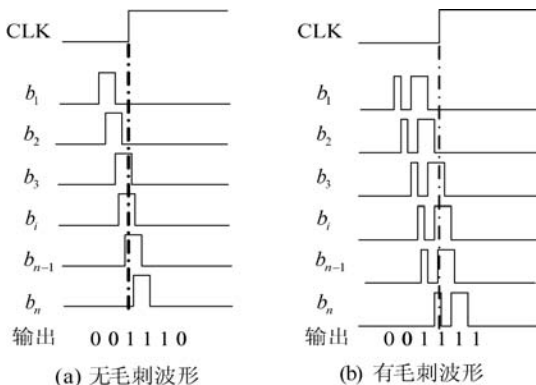 CLK
b₁
b₂
b₃
bᵢ
bₙ₋₁
bₙ
输出 0 0 1 1 1 0
(a) 无毛刺波形
CLK
b₁
b₂
b₃
bᵢ
bₙ₋₁
bₙ
输出 0 0 1 1 1 1
(b) 有毛刺波形